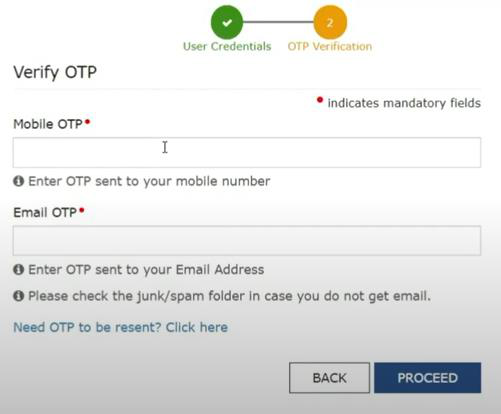 2
User Credentials OTP Verification
Verify OTP
• indicates mandatory fields
Mobile OTP•
Enter OTP sent to your mobile number
Email OTP•
Enter OTP sent to your Email Address
Please check the junk/spam folder in case you do not get email.
Need OTP to be resent? Click here
BACK PROCEED